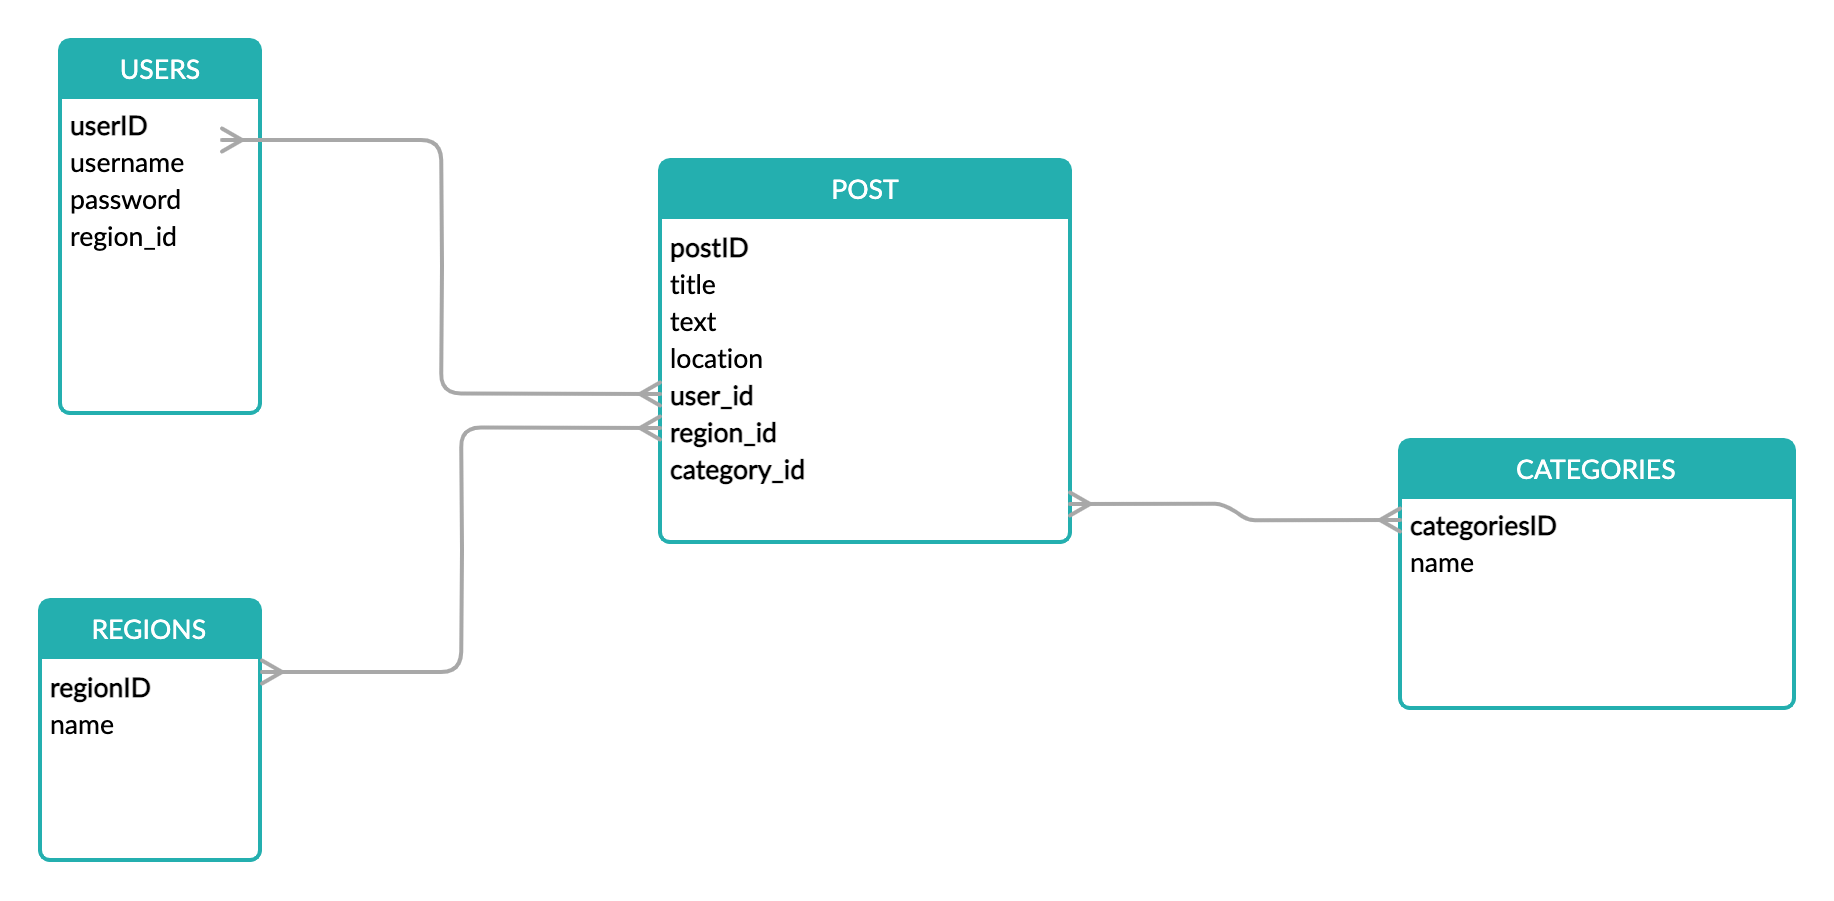 USERS
userID
username
password
region_id
POST
postID
title
text
location
user_id
region_id
category_id
CATEGORIES
categoriesID
name
REGIONS
regionID
name